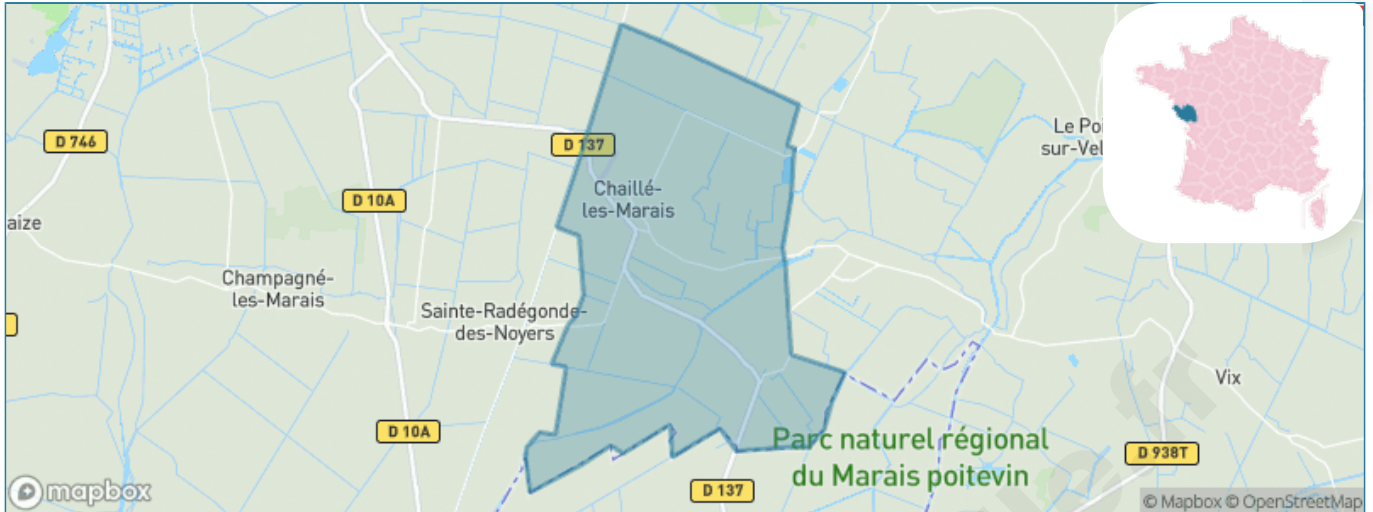 D 746
D 137
Le Poi
sur-Vel
Chaillé-
les-Marais
D 10A
aize
Champagné-
les-Marais
Sainte-Radégonde-
des-Noyers
Vix
D 10A
Parc naturel régional
du Marais poitevin
D 938T
D 137
mapbox
© Mapbox © OpenStreetMap